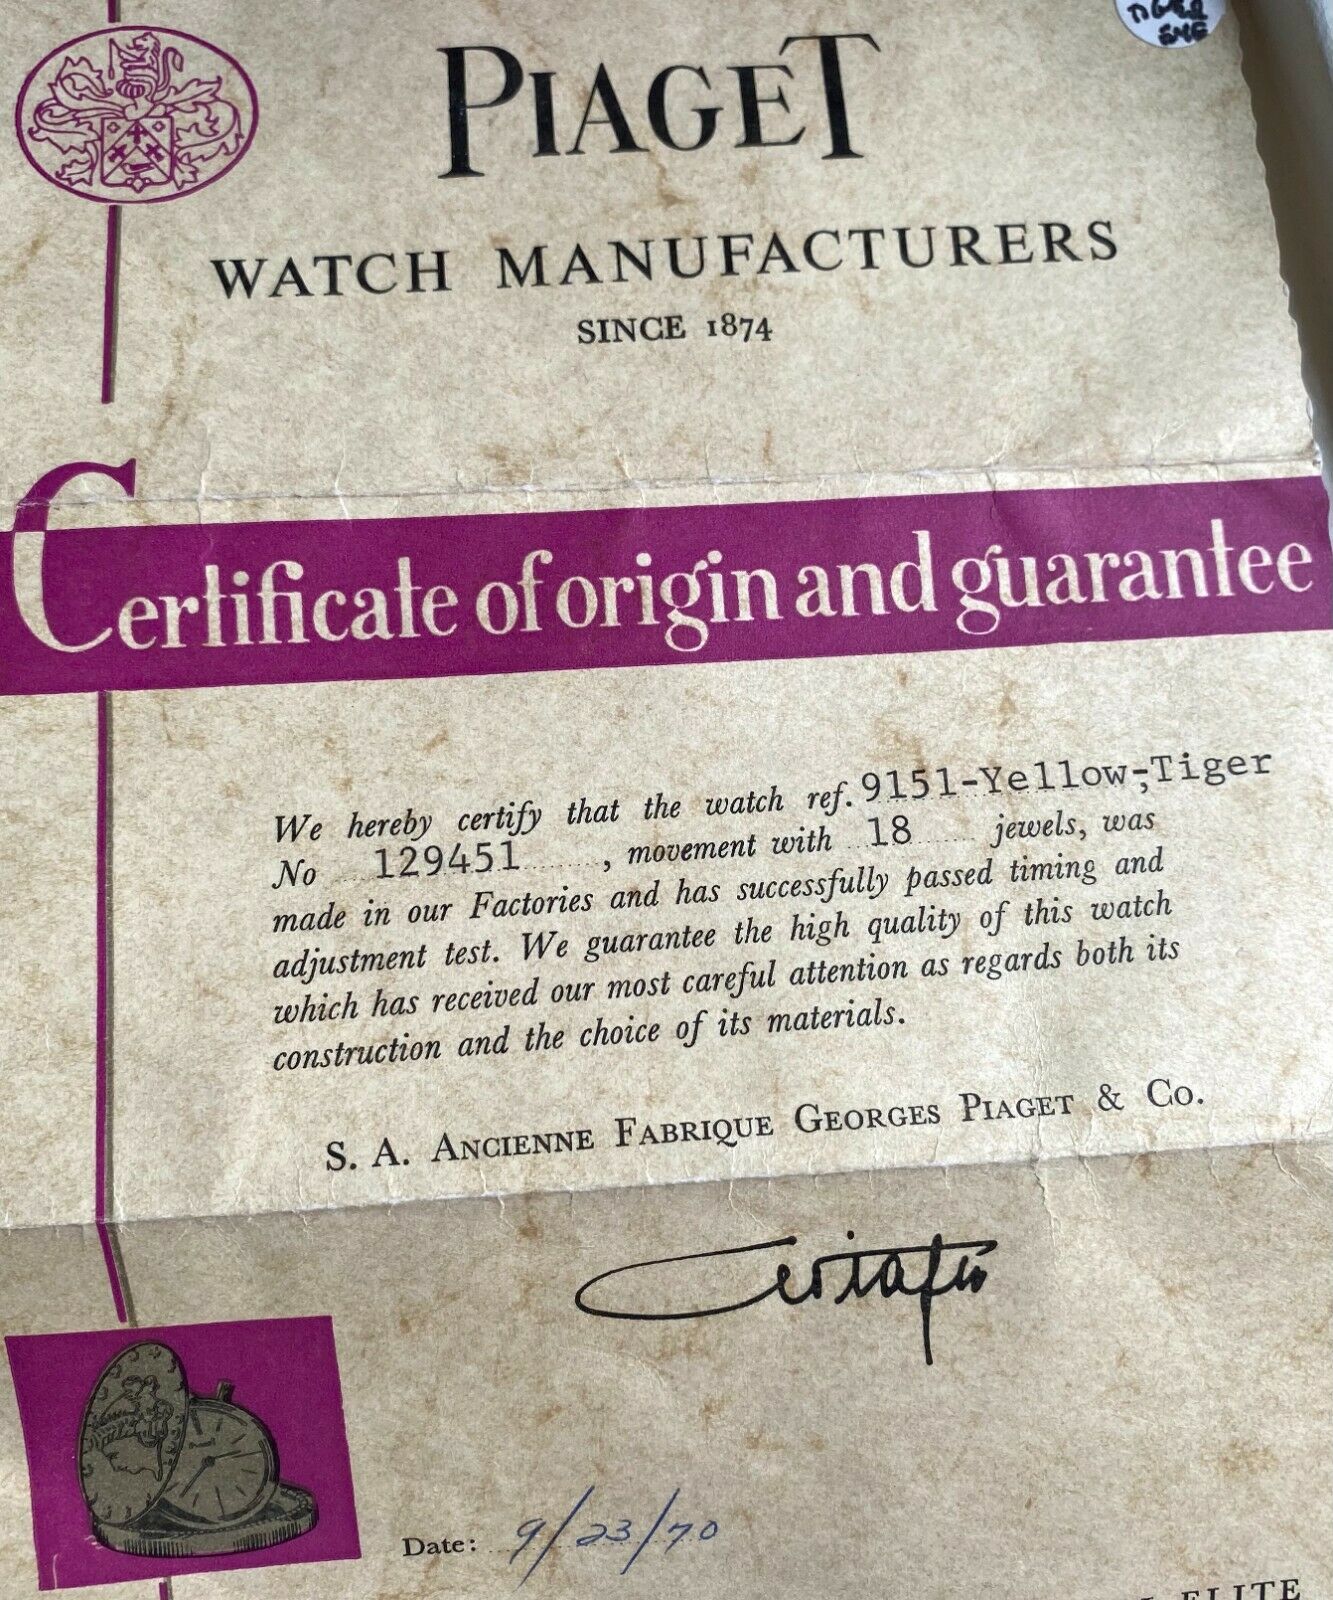 TIGER
EYE
PIAGET
WATCH MANUFACTURERS
SINCE 1874
Certificate of origin and guarantee
We hereby certify that the watch ref. 9151-Yellow-,Tiger
No 129451 , movement with 18 jewels, was
made in our Factories and has successfully passed timing and
adjustment test. We guarantee the high quality of this watch
which has received our most careful attention as regards both its
construction and the choice of its materials.
S. A. ANCIENNE FABRIQUE GEORGES PIAGET & CO.
Date: 9/23/70
ELITE